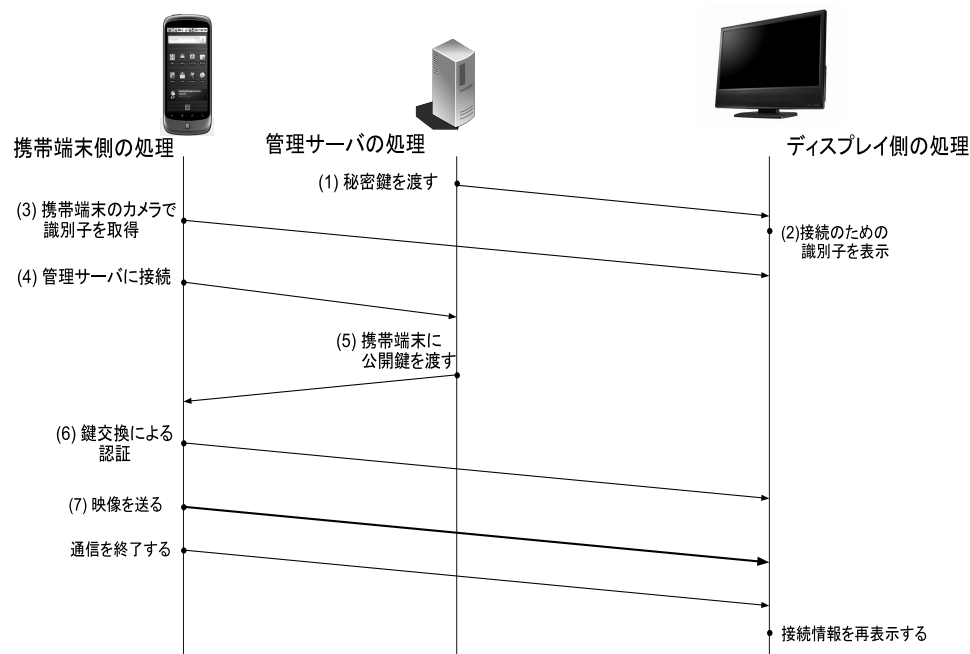 携帯端末側の処理
管理サーバの処理
ディスプレイ側の処理
(1) 秘密鍵を渡す
(2)接続のための
識別子を表示
(3) 携帯端末のカメラで
識別子を取得
(4) 管理サーバに接続
(5) 携帯端末に
公開鍵を渡す
(6) 鍵交換による
認証
(7) 映像を送る
通信を終了する
接続情報を再表示する